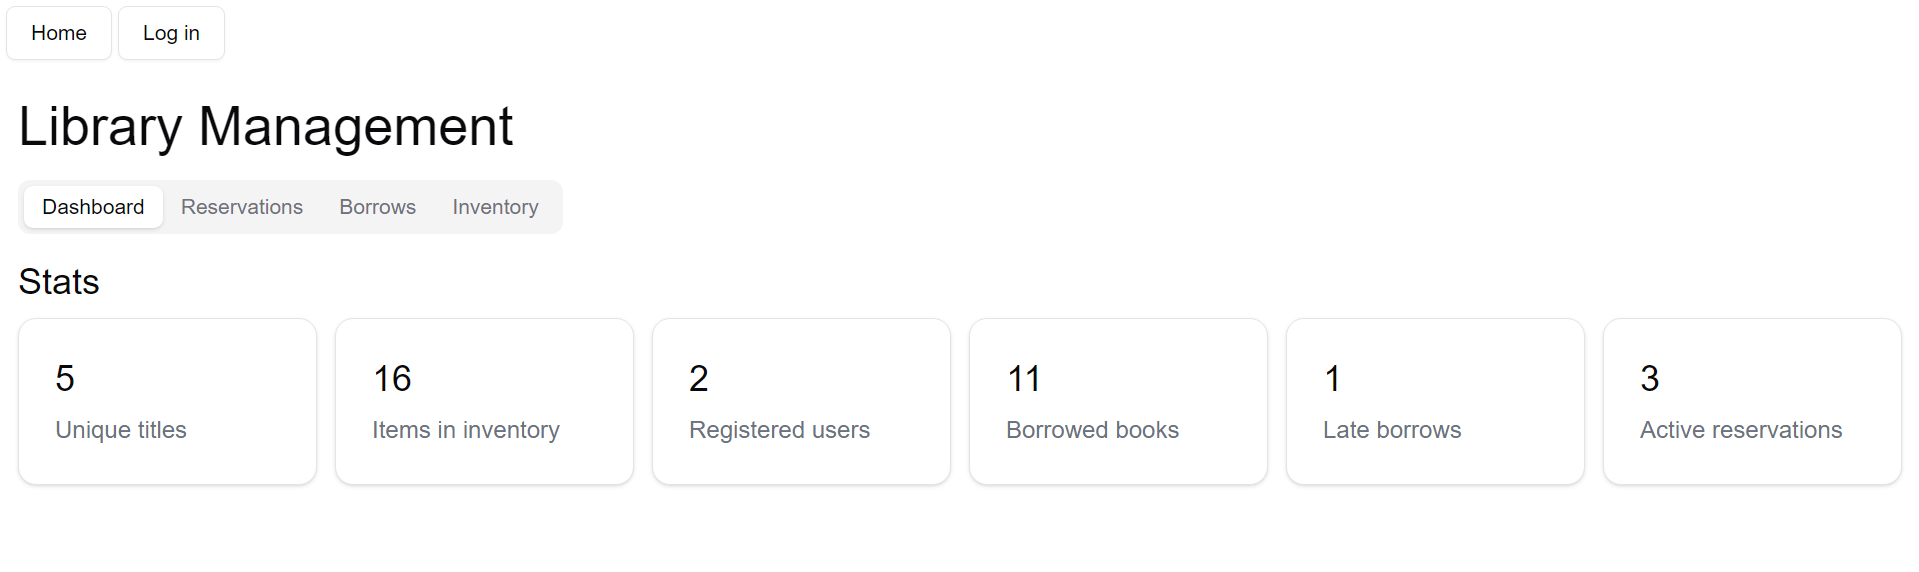 Home Log in
Library Management
Dashboard Reservations Borrows Inventory
Stats
5 16 2 11 1 3
Unique titles Items in inventory Registered users Borrowed books Late borrows Active reservations